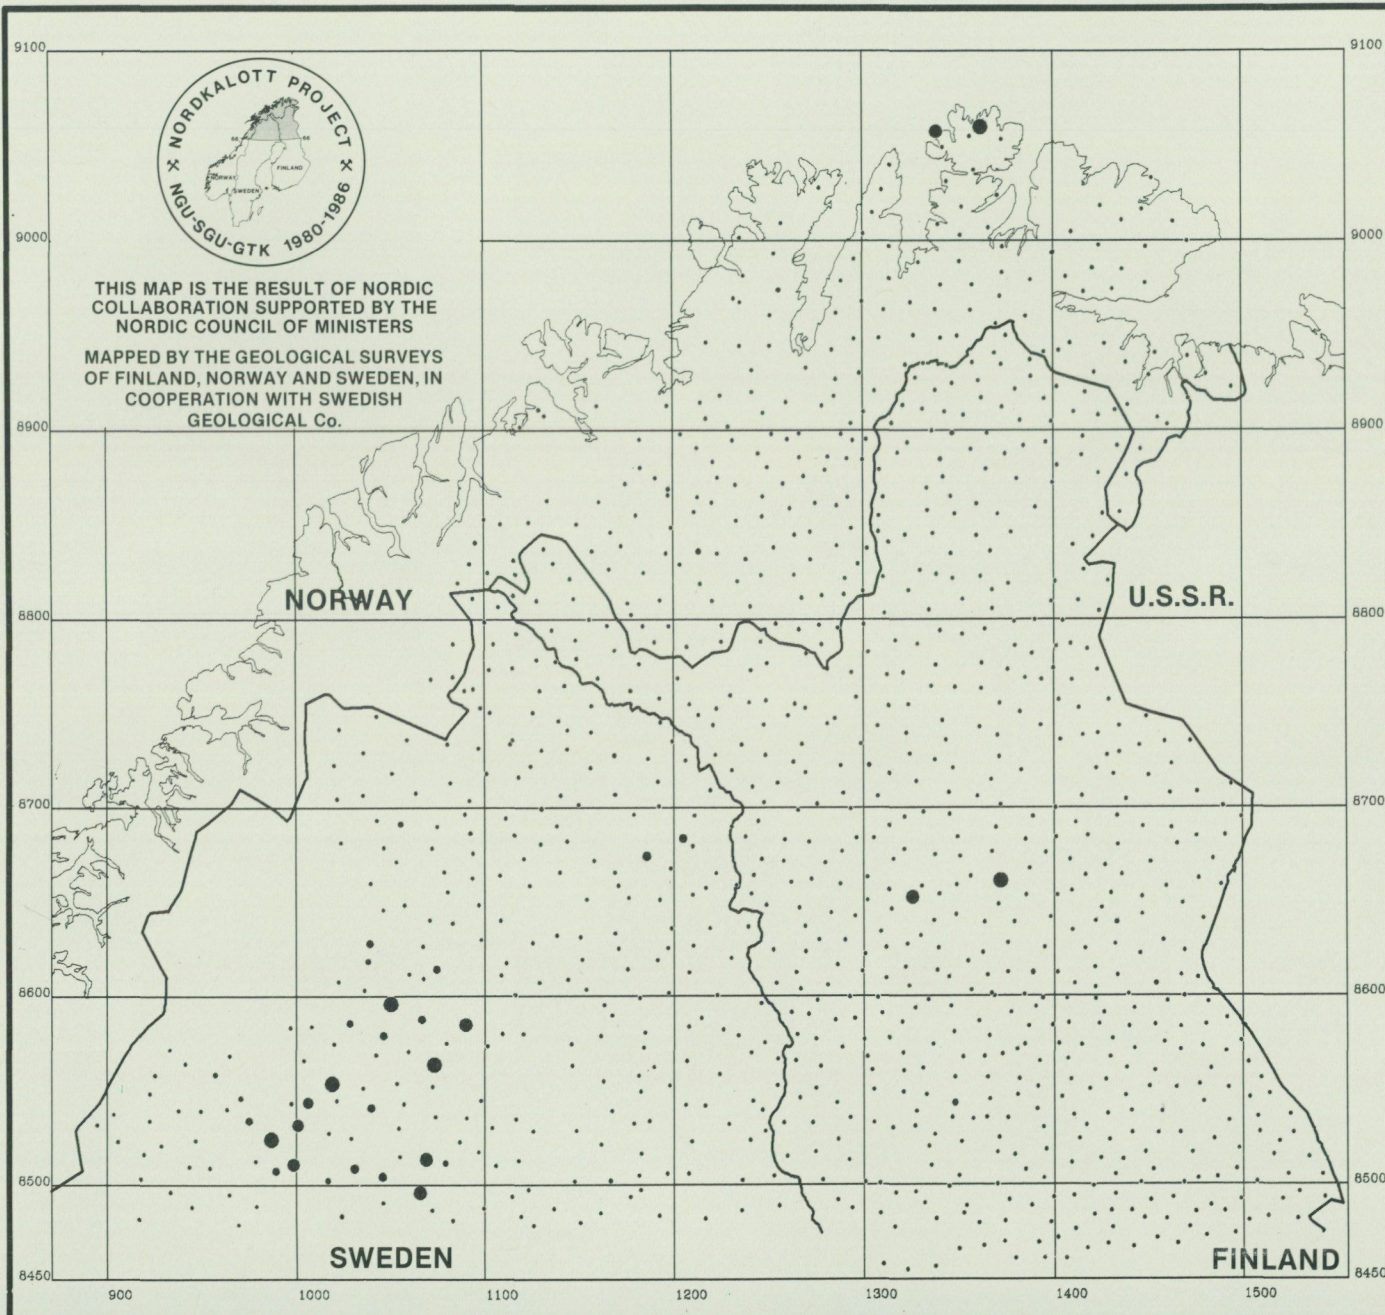 9100
9100
NORDKALOTT PROJECT
66
66
NORWAY
SWEDEN
FINLAND
NGU-SGU-GTK 1980-1986
9000
9000
THIS MAP IS THE RESULT OF NORDIC
COLLABORATION SUPPORTED BY THE
NORDIC COUNCIL OF MINISTERS
MAPPED BY THE GEOLOGICAL SURVEYS
OF FINLAND, NORWAY AND SWEDEN, IN
COOPERATION WITH SWEDISH
GEOLOGICAL Co.
8900
8900
NORWAY
U.S.S.R.
8800
8800
8700
8700
8600
8600
8500
8500
SWEDEN
FINLAND
8450
8450
900
1000
1100
1200
1300
1400
1500